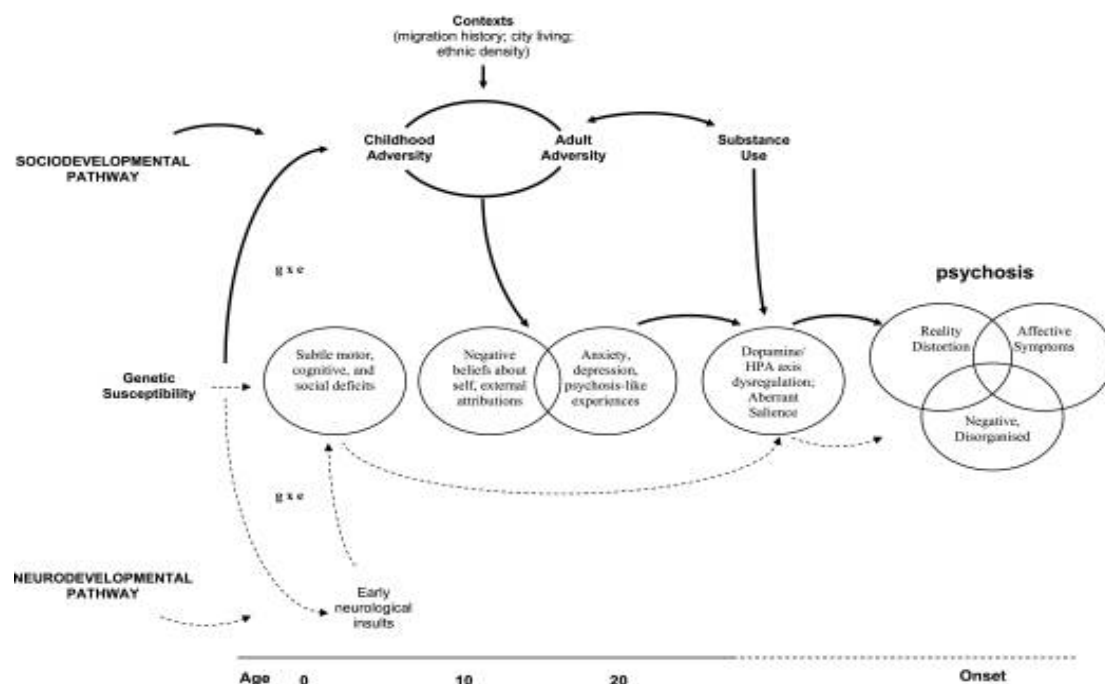 Contexts
(migration history; city living;
ethnic density)
SOCIODEVELOPMENTAL
PATHWAY
Childhood
Adversity
Adult
Adversity
Substance
Use
g x e
psychosis
Genetic
Susceptibility
Subtle motor,
cognitive, and
social deficits
Negative
beliefs about
self, external
attributions
Anxiety,
depression,
psychosis-like
experiences
Dopamine/
HPA axis
dysregulation;
Aberrant
Salience
Reality
Distortion
Affective
Symptoms
Negative,
Disorganised
g x e
NEURODEVELOPMENTAL
PATHWAY
Early
neurological
insults
Age 0 10 20 Onset